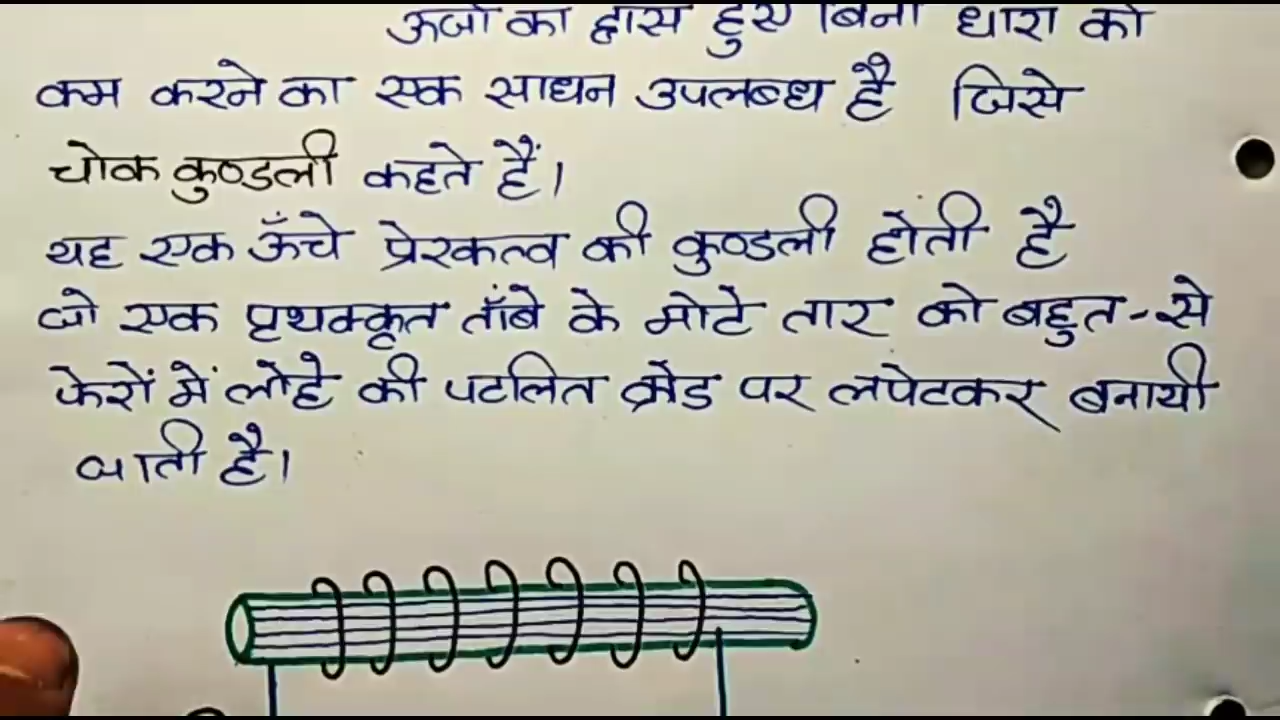 ऊर्जा का ह्रास हुए बिना धारा को
कम करने का एक साधन उपलब्ध है जिसे
चोक कुण्डली कहते हैं।
यह एक ऊँचे प्रेरकत्व की कुण्डली होती है
जो एक पृथक्कृत ताँबे के मोटे तार को बहुत-से
फेरों में लोहे की पटलित क्रोड पर लपेटकर बनायी
जाती है।